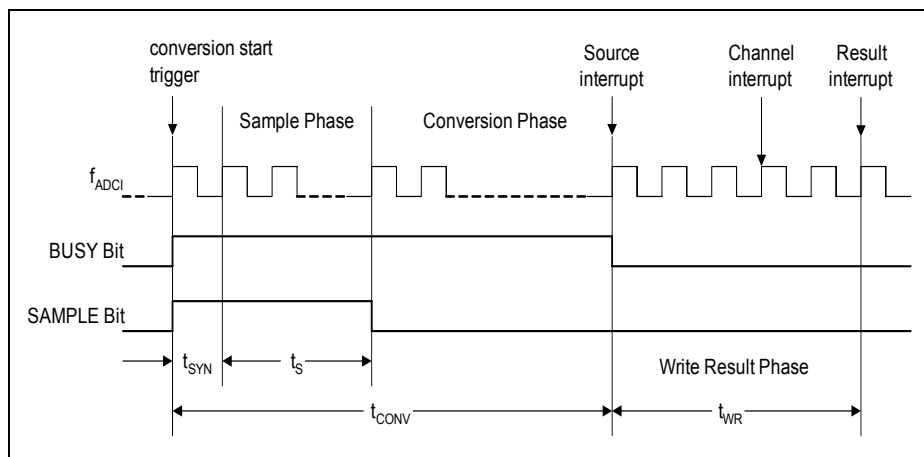 conversion start
trigger
Source
interrupt
Channel
interrupt
Result
interrupt
Sample Phase
Conversion Phase
fADCI
BUSY Bit
SAMPLE Bit
tSYN
tS
Write Result Phase
tCONV
tWR